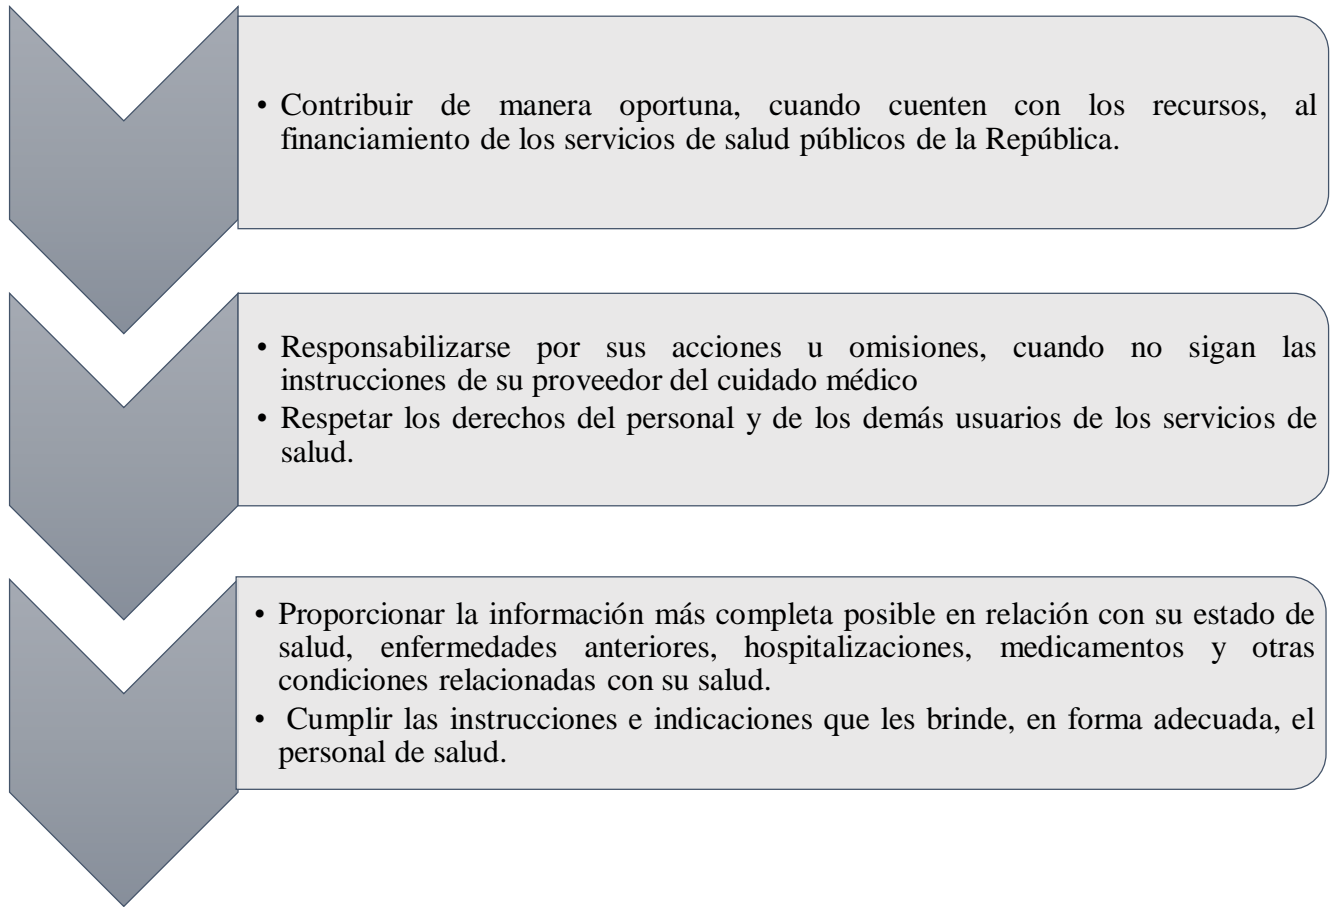 • Contribuir de manera oportuna, cuando cuenten con los recursos, al
financiamiento de los servicios de salud públicos de la República.
• Responsabilizarse por sus acciones u omisiones, cuando no sigan las
instrucciones de su proveedor del cuidado médico
• Respetar los derechos del personal y de los demás usuarios de los servicios de
salud.
• Proporcionar la información más completa posible en relación con su estado de
salud, enfermedades anteriores, hospitalizaciones, medicamentos y otras
condiciones relacionadas con su salud.
• Cumplir las instrucciones e indicaciones que les brinde, en forma adecuada, el
personal de salud.